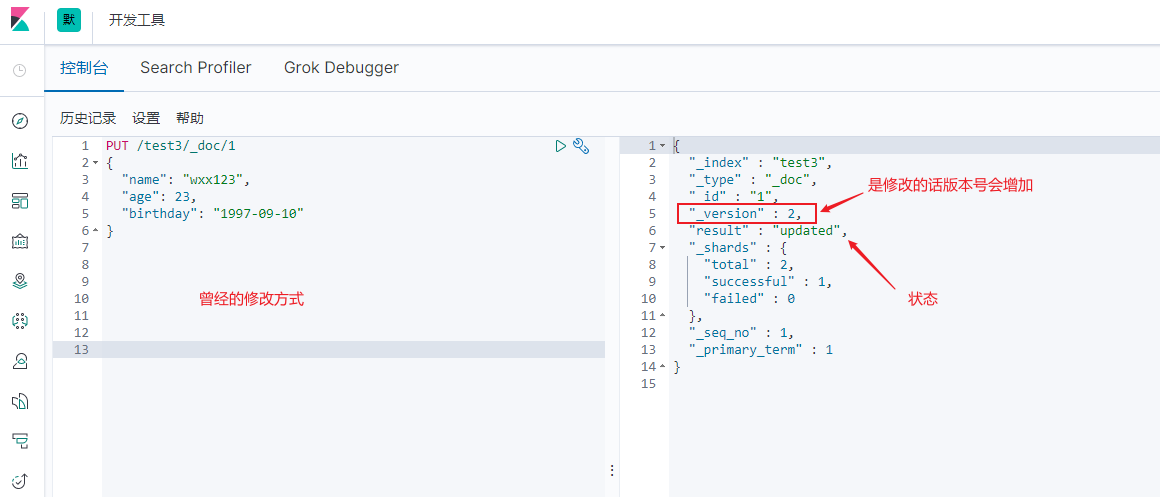 默 开发工具
控制台 Search Profiler Grok Debugger
历史记录 设置 帮助
1 PUT /test3/_doc/1
2 {
3 "name": "wxx123",
4 "age": 23,
5 "birthday": "1997-09-10"
6 }
7
8
9
10
11
12
13
曾经的修改方式
1 {
2 "_index" : "test3",
3 "_type" : "_doc",
4 "_id" : "1",
5 "_version" : 2,
6 "result" : "updated",
7 "_shards" : {
8 "total" : 2,
9 "successful" : 1,
10 "failed" : 0
11 },
12 "_seq_no" : 1,
13 "_primary_term" : 1
14 }
15
是修改的话版本号会增加
状态